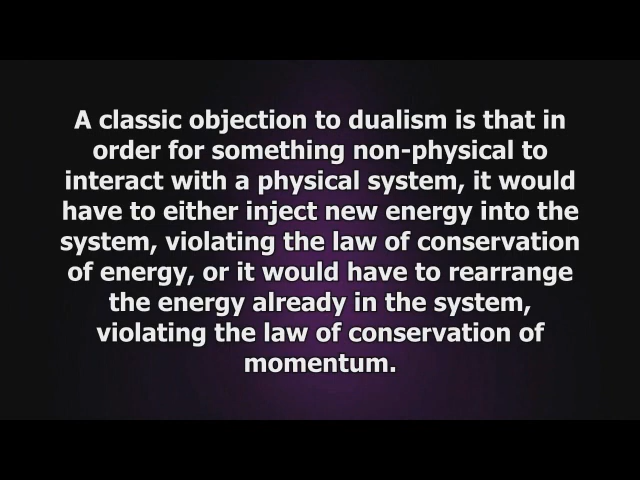 A classic objection to dualism is that in
order for something non-physical to
interact with a physical system, it would
have to either inject new energy into the
system, violating the law of conservation
of energy, or it would have to rearrange
the energy already in the system,
violating the law of conservation of
momentum.